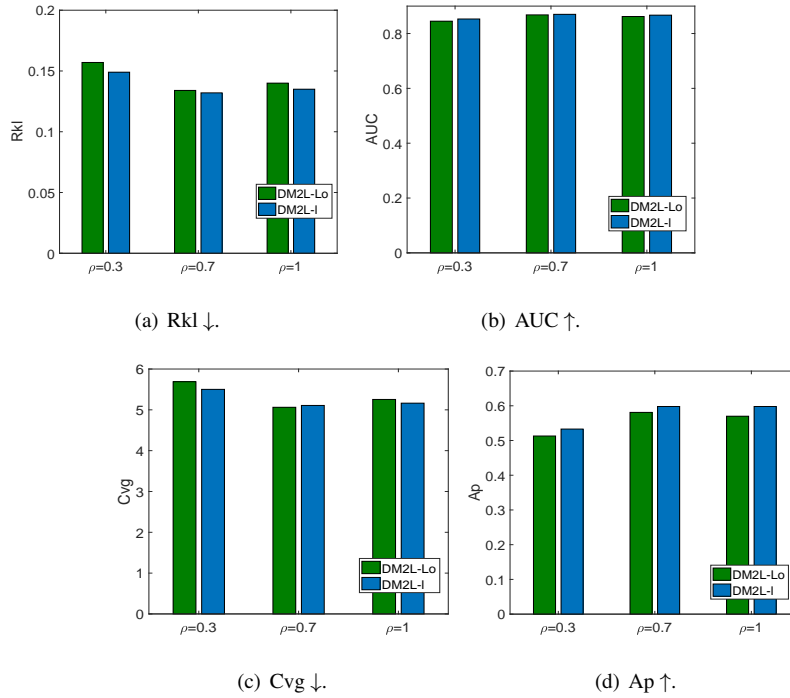 0.2
0.15
0.1
0.05
0
Rkl
ρ=0.3
ρ=0.7
ρ=1
DM2L-Lo
DM2L-l
(a) Rkl ↓.
0.8
0.6
0.4
0.2
0
AUC
ρ=0.3
ρ=0.7
ρ=1
DM2L-Lo
DM2L-l
(b) AUC ↑.
6
5
4
3
2
1
0
Cvg
ρ=0.3
ρ=0.7
ρ=1
DM2L-Lo
DM2L-l
(c) Cvg ↓.
0.7
0.6
0.5
0.4
0.3
0.2
0.1
0
Ap
ρ=0.3
ρ=0.7
ρ=1
DM2L-Lo
DM2L-l
(d) Ap ↑.